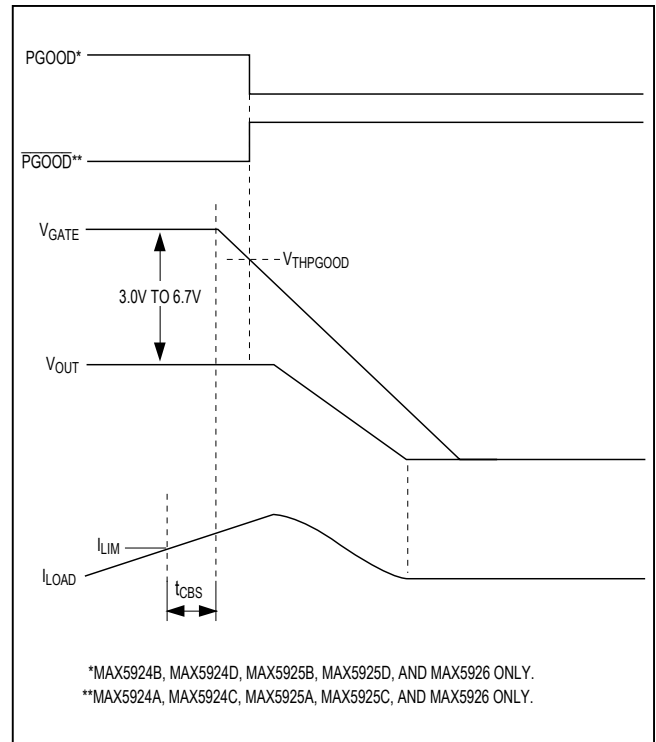 PGOOD*
PGOOD**
VGATE
VTHPGOOD
3.0V TO 6.7V
VOUT
ILIM
ILOAD
tCBS
*MAX5924B, MAX5924D, MAX5925B, MAX5925D, AND MAX5926 ONLY.
**MAX5924A, MAX5924C, MAX5925A, MAX5925C, AND MAX5926 ONLY.